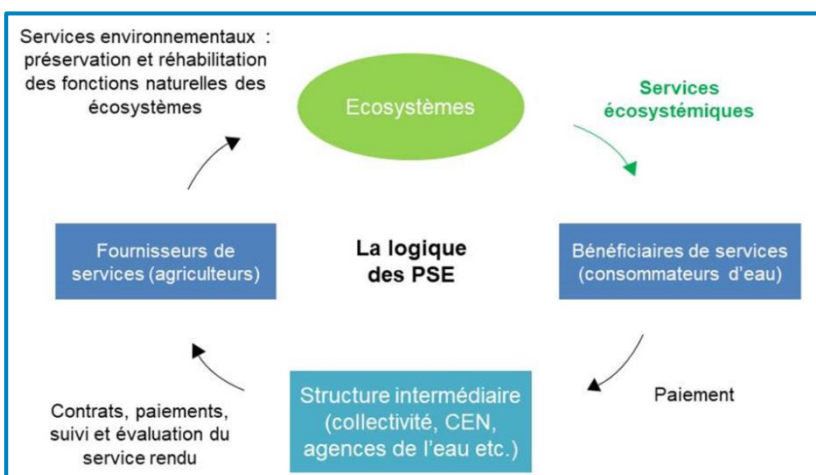 Services environnementaux :
préservation et réhabilitation
des fonctions naturelles des
écosystèmes
Ecosystèmes
Services
écosystémiques
Fournisseurs de
services (agriculteurs)
La logique
des PSE
Bénéficiaires de services
(consommateurs d'eau)
Contrats, paiements,
suivi et évaluation du
service rendu
Structure intermédiaire
(collectivité, CEN,
agences de l'eau etc.)
Paiement